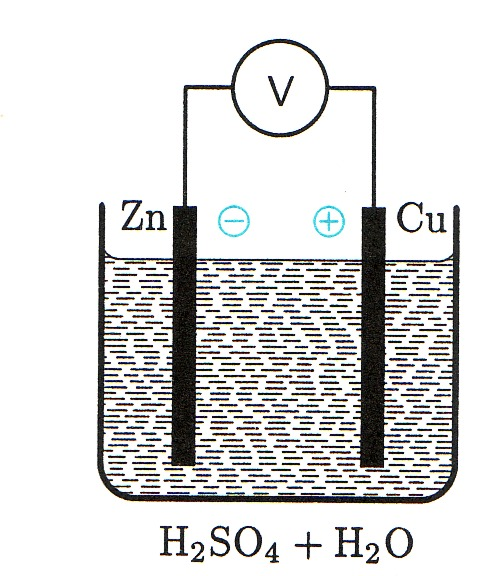 V
Zn ⊖ ⊕ Cu
H₂SO₄ + H₂O